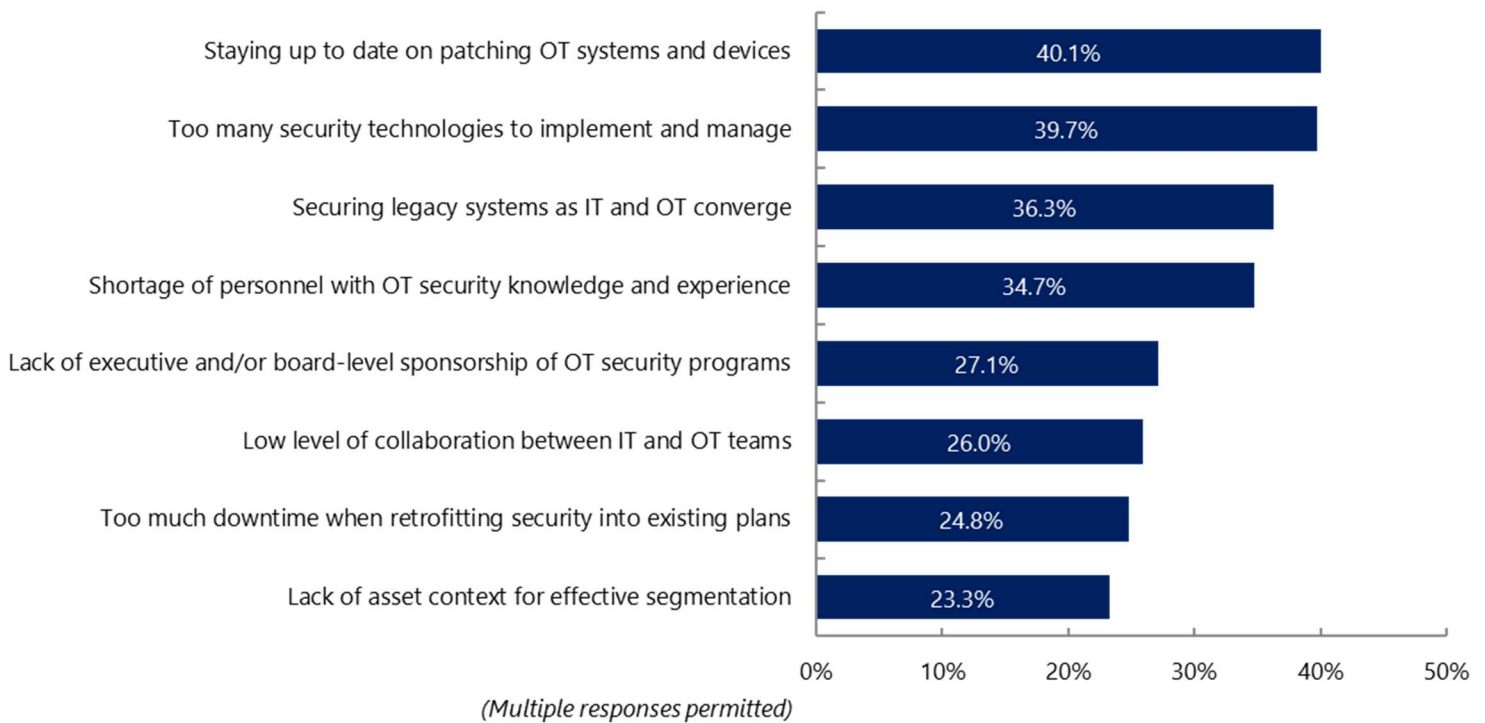 Staying up to date on patching OT systems and devices 40.1%
Too many security technologies to implement and manage 39.7%
Securing legacy systems as IT and OT converge 36.3%
Shortage of personnel with OT security knowledge and experience 34.7%
Lack of executive and/or board-level sponsorship of OT security programs 27.1%
Low level of collaboration between IT and OT teams 26.0%
Too much downtime when retrofitting security into existing plans 24.8%
Lack of asset context for effective segmentation 23.3%
0% 10% 20% 30% 40% 50%
(Multiple responses permitted)